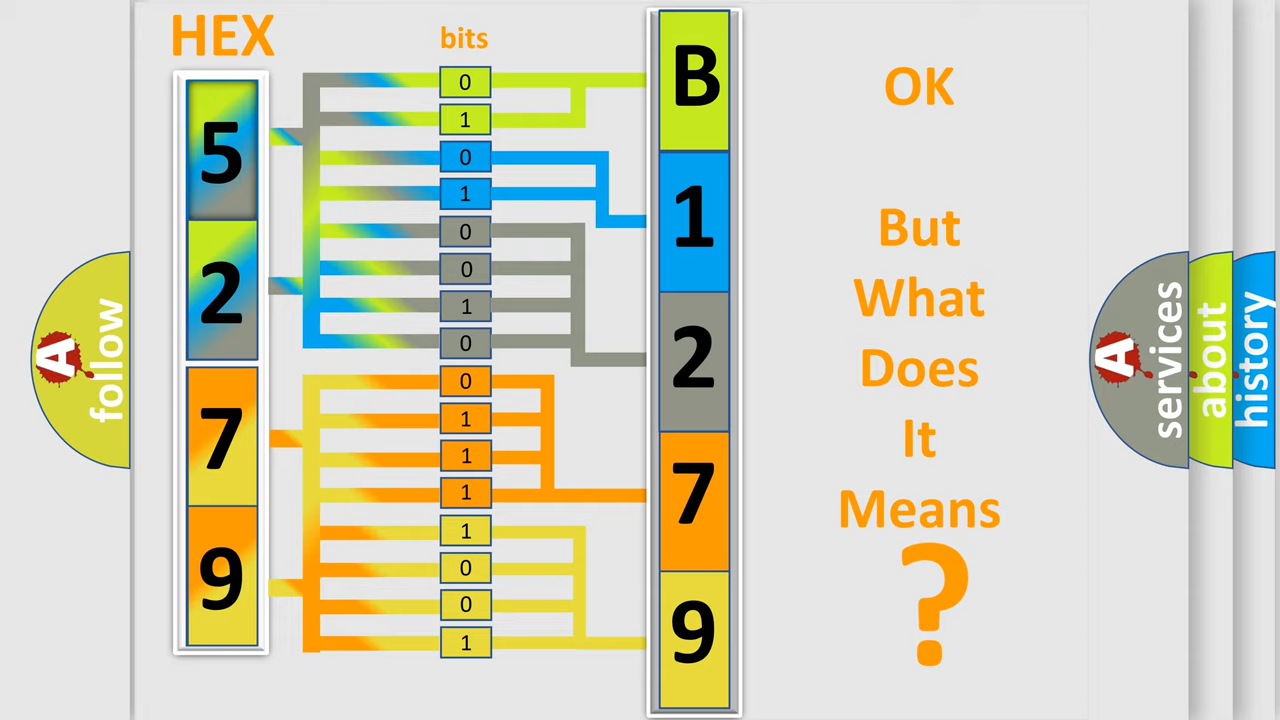 HEX
bits
5
2
7
9
0
1
0
1
0
0
1
0
0
1
1
1
1
0
0
1
B
1
2
7
9
OK
But
What
Does
It
Means
?
A
follow
A
services
about
history